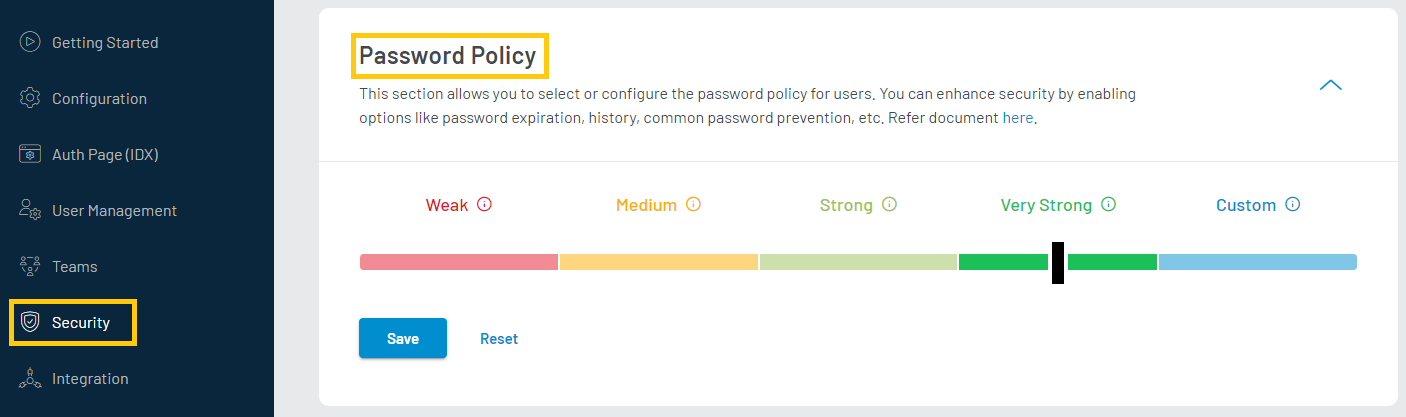 Getting Started
Configuration
Auth Page (IDX)
User Management
Teams
Security
Integration
Password Policy
This section allows you to select or configure the password policy for users. You can enhance security by enabling
options like password expiration, history, common password prevention, etc. Refer document here.
Weak
Medium
Strong
Very Strong
Custom
Save
Reset